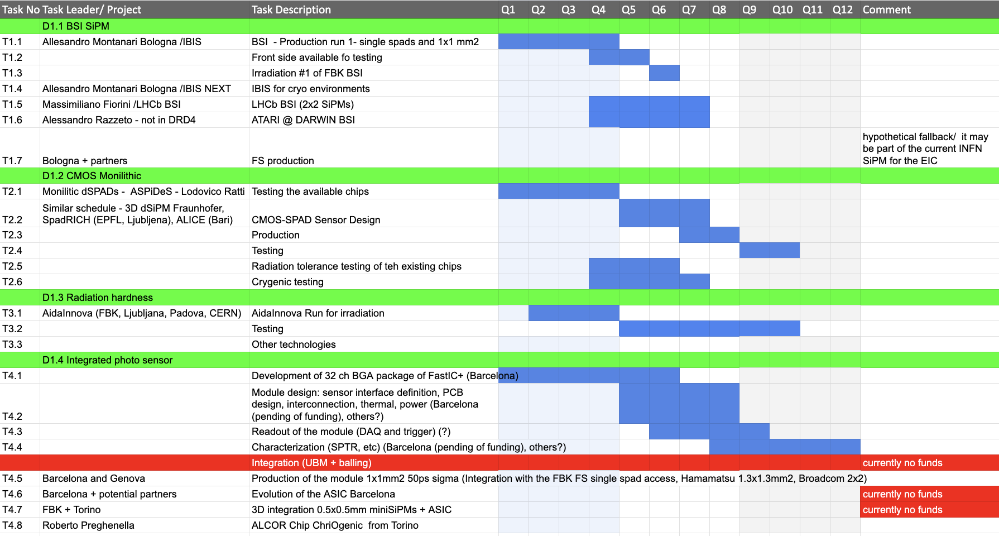 Task No Task Leader/ Project Task Description Q1 Q2 Q3 Q4 Q5 Q6 Q7 Q8 Q9 Q10 Q11 Q12 Comment
D1.1 BSI SiPM
T1.1 Allesandro Montanari Bologna /IBIS BSI - Production run 1- single spads and 1x1 mm2
T1.2 Front side available fo testing
T1.3 Irradiation #1 of FBK BSI
T1.4 Allesandro Montanari Bologna /IBIS NEXT IBIS for cryo environments
T1.5 Massimiliano Fiorini /LHCb BSI LHCb BSI (2x2 SiPMs)
T1.6 Alessandro Razzeto - not in DRD4 ATARI @ DARWIN BSI
hypothetical fallback/ it may
be part of the current INFN
T1.7 Bologna + partners FS production SiPM for the EIC
D1.2 CMOS Monilithic
T2.1 Monilitic dSPADs - ASPiDeS - Lodovico Ratti Testing the available chips
Similar schedule - 3D dSiPM Fraunhofer,
T2.2 SpadRICH (EPFL, Ljubljena), ALICE (Bari) CMOS-SPAD Sensor Design
T2.3 Production
T2.4 Testing
T2.5 Radiation tolerance testing of teh existing chips
T2.6 Crygenic testing
D1.3 Radiation hardness
T3.1 AidaInnova (FBK, Ljubljana, Padova, CERN) AidaInnova Run for irradiation
T3.2 Testing
T3.3 Other technologies
D1.4 Integrated photo sensor
T4.1 Development of 32 ch BGA package of FastIC+ (Barcelona)
Module design: sensor interface definition, PCB
design, interconnection, thermal, power (Barcelona
T4.2 (pending of funding), others?)
T4.3 Readout of the module (DAQ and trigger) (?)
T4.4 Characterization (SPTR, etc) (Barcelona (pending of funding), others?)
Integration (UBM + balling) currently no funds
T4.5 Barcelona and Genova Production of the module 1x1mm2 50ps sigma (Integration with the FBK FS single spad access, Hamamatsu 1.3x1.3mm2, Broadcom 2x2)
T4.6 Barcelona + potential partners Evolution of the ASIC Barcelona currently no funds
T4.7 FBK + Torino 3D integration 0.5x0.5mm miniSiPMs + ASIC currently no funds
T4.8 Roberto Preghenella ALCOR Chip ChriOgenic from Torino